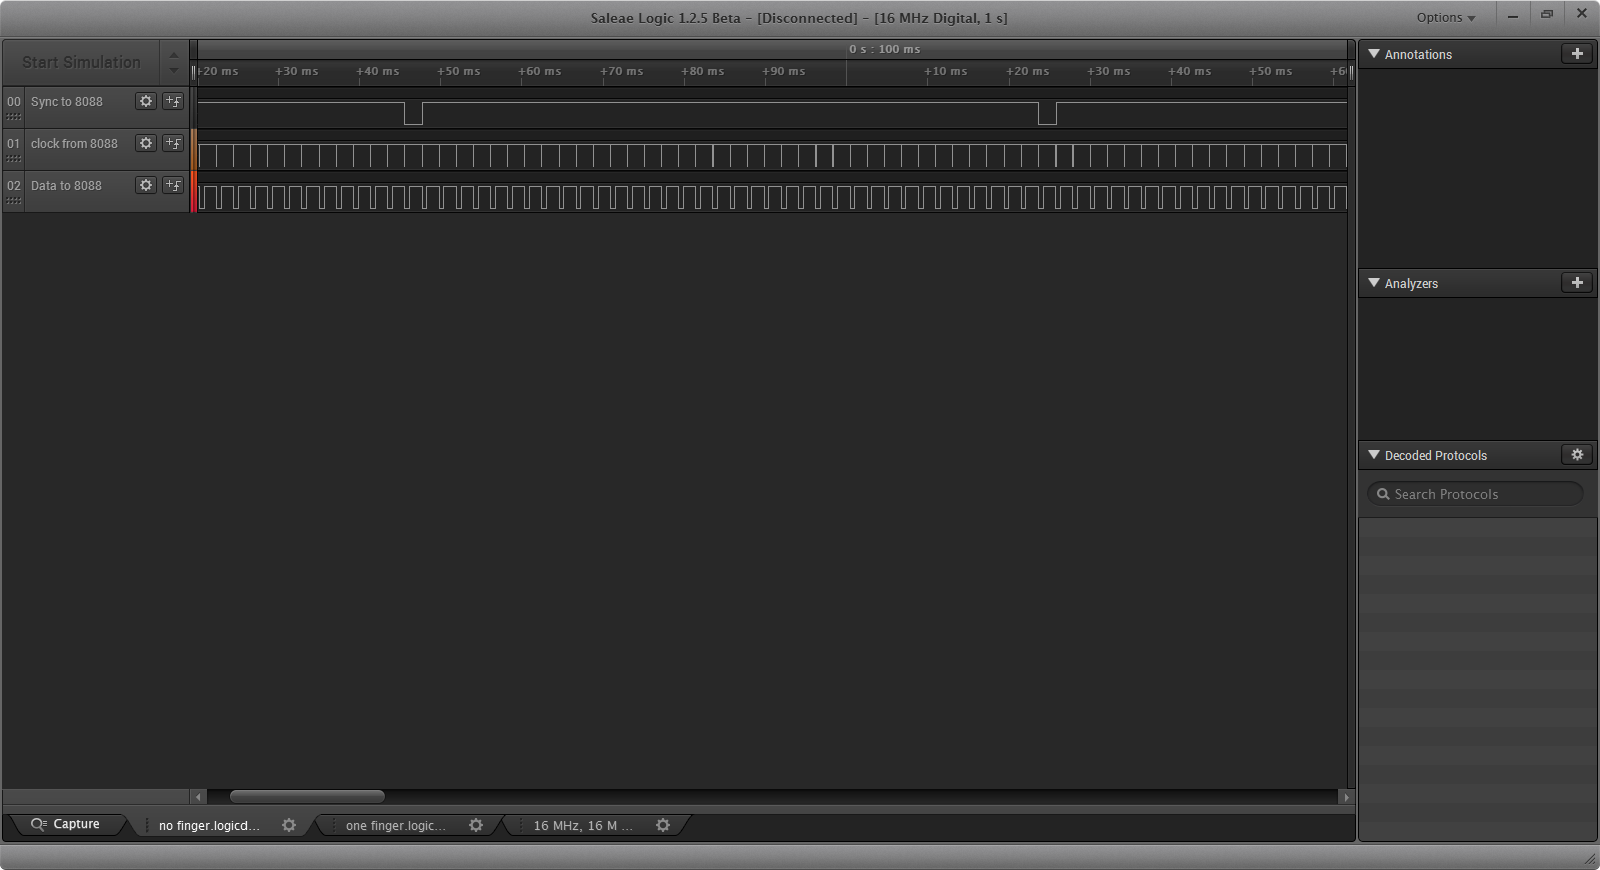 Saleae Logic 1.2.5 Beta - [Disconnected] - [16 MHz Digital, 1 s]
Options
Start Simulation
0 s : 100 ms
+20 ms +30 ms +40 ms +50 ms +60 ms +70 ms +80 ms +90 ms +10 ms +20 ms +30 ms +40 ms +50 ms
00 Sync to 8088
01 clock from 8088
02 Data to 8088
Annotations
Analyzers
Decoded Protocols
Search Protocols
Capture
no finger.logicd...
one finger.logic...
16 MHz, 16 M ...